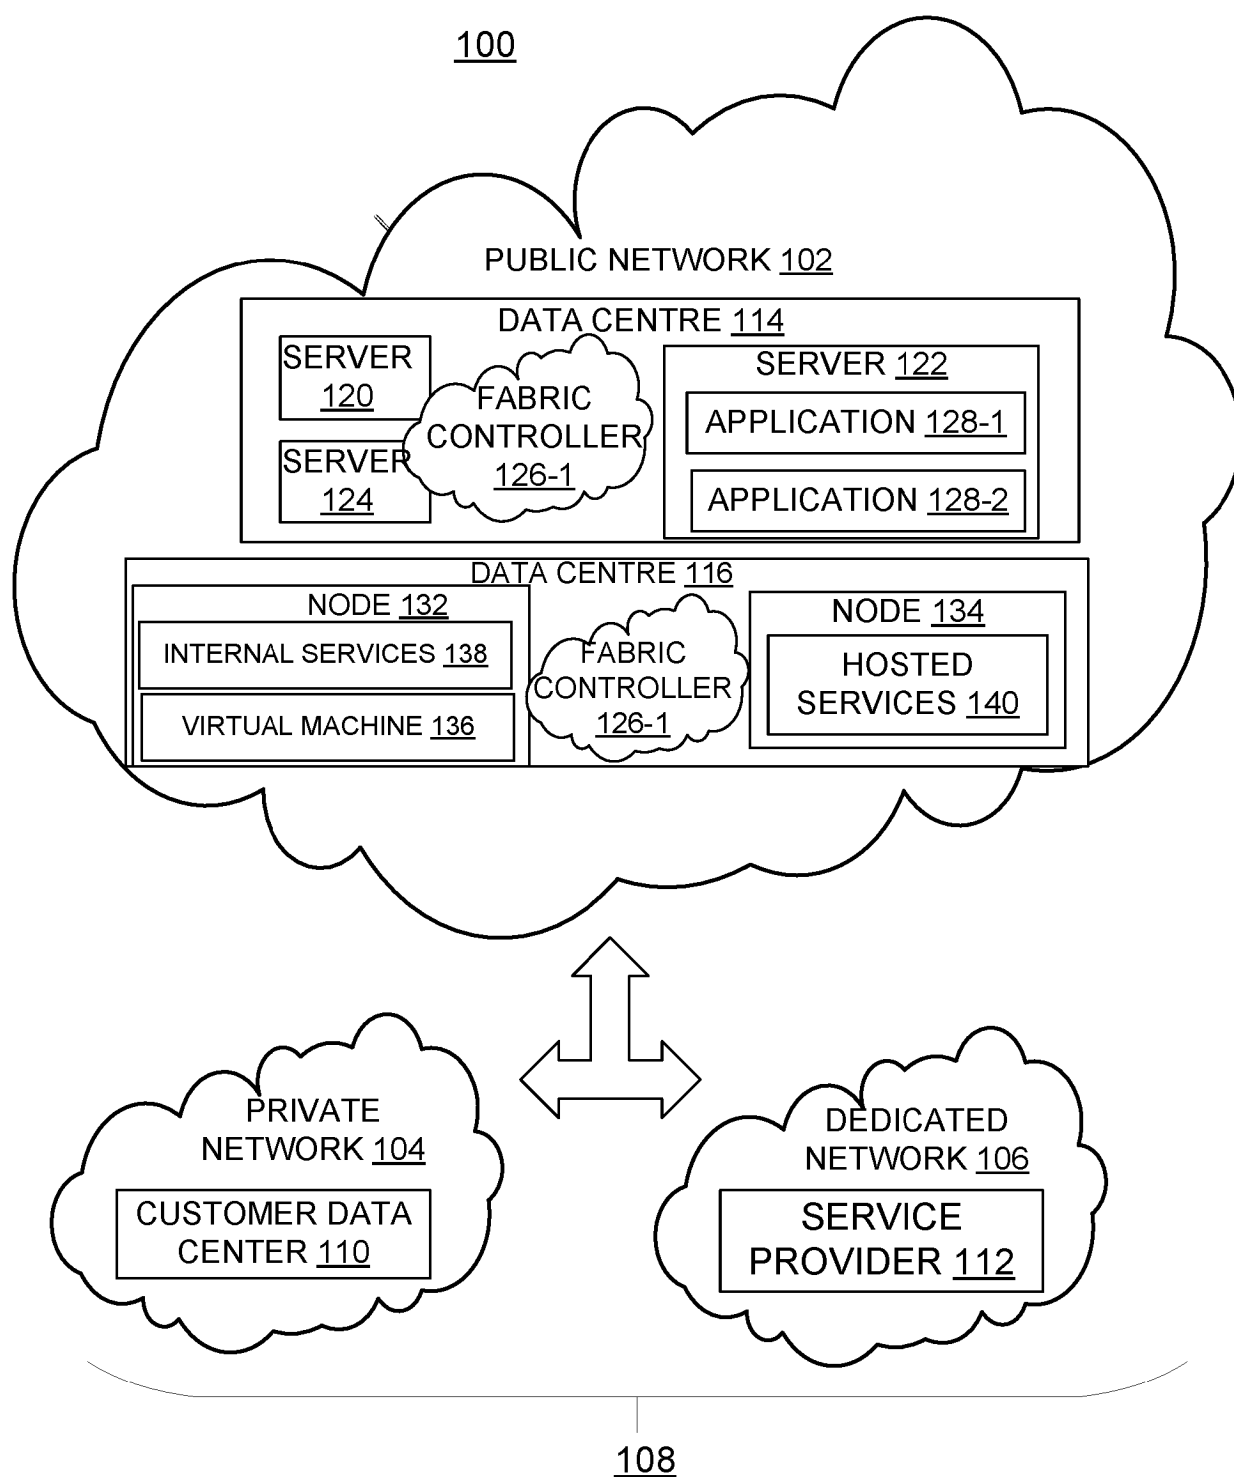 100
PUBLIC NETWORK 102
DATA CENTRE 114
SERVER
120
SERVER
124
FABRIC
CONTROLLER
126-1
SERVER 122
APPLICATION 128-1
APPLICATION 128-2
DATA CENTRE 116
NODE 132
INTERNAL SERVICES 138
VIRTUAL MACHINE 136
FABRIC
CONTROLLER
126-1
NODE 134
HOSTED
SERVICES 140
PRIVATE
NETWORK 104
CUSTOMER DATA
CENTER 110
DEDICATED
NETWORK 106
SERVICE
PROVIDER 112
108